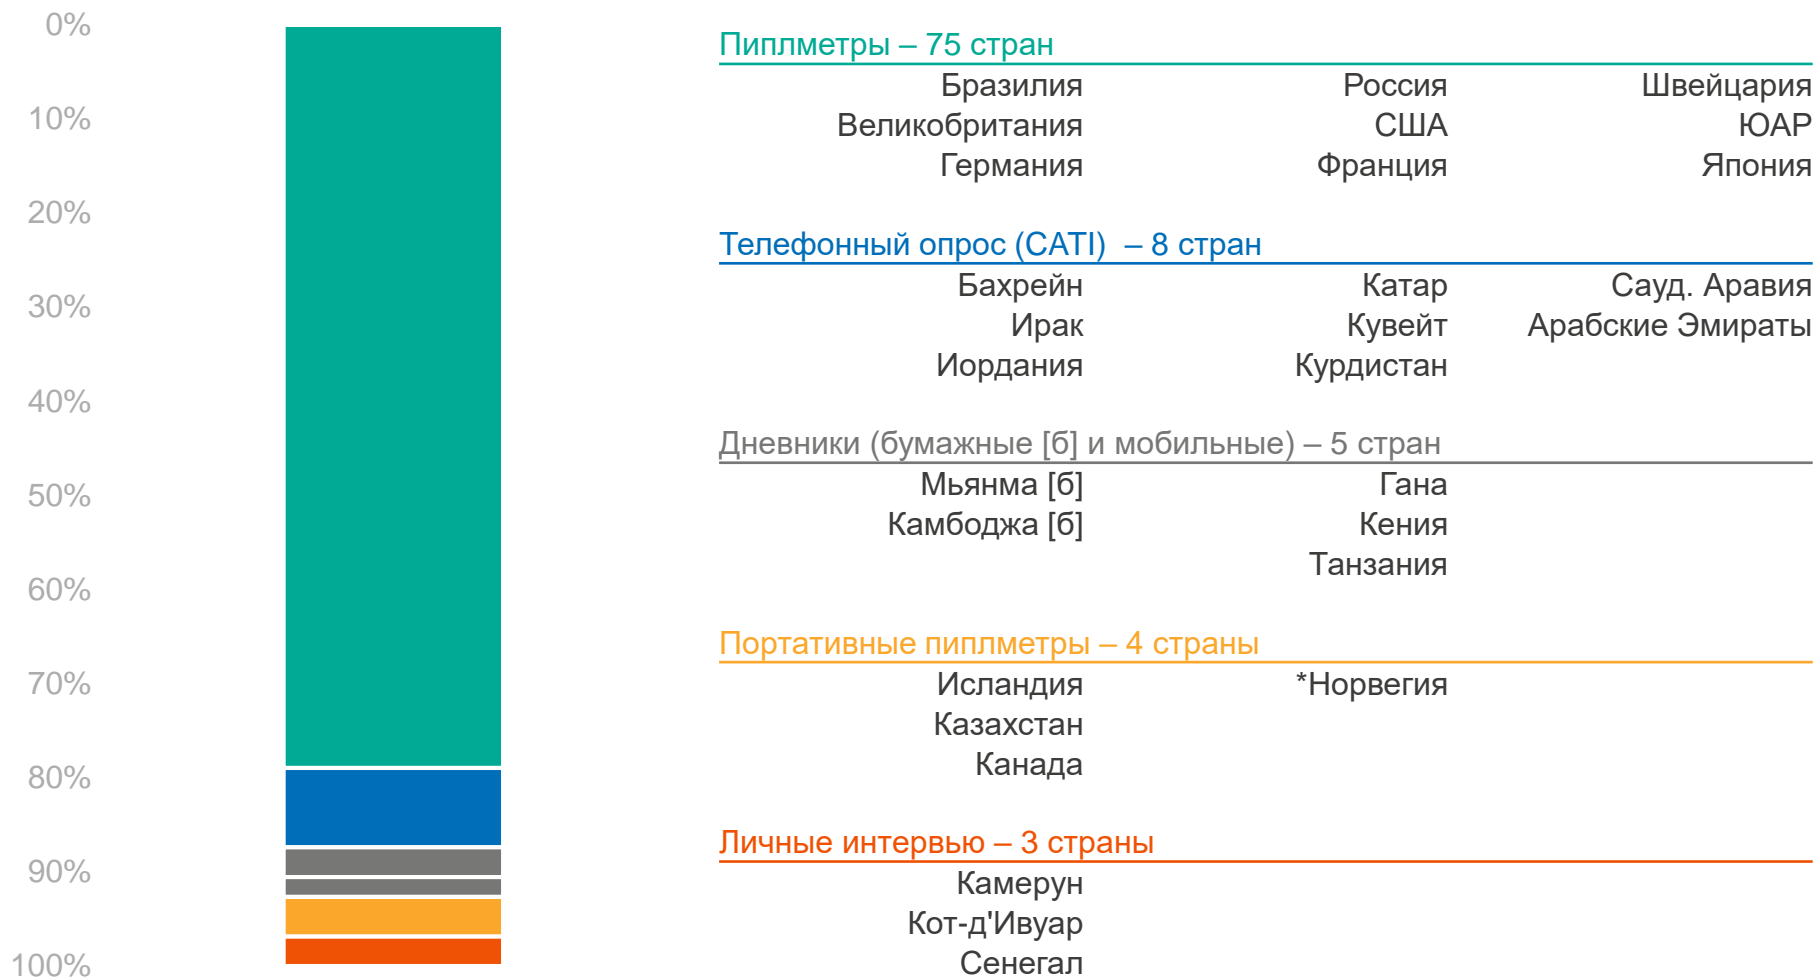 0%
10%
20%
30%
40%
50%
60%
70%
80%
90%
100%
Пиплметры – 75 стран
Бразилия Россия Швейцария
Великобритания США ЮАР
Германия Франция Япония
Телефонный опрос (CATI) – 8 стран
Бахрейн Катар Сауд. Аравия
Ирак Кувейт Арабские Эмираты
Иордания Курдистан
Дневники (бумажные [б] и мобильные) – 5 стран
Мьянма [б] Гана
Камбоджа [б] Кения
Танзания
Портативные пиплметры – 4 страны
Исландия *Норвегия
Казахстан
Канада
Личные интервью – 3 страны
Камерун
Кот-д'Ивуар
Сенегал